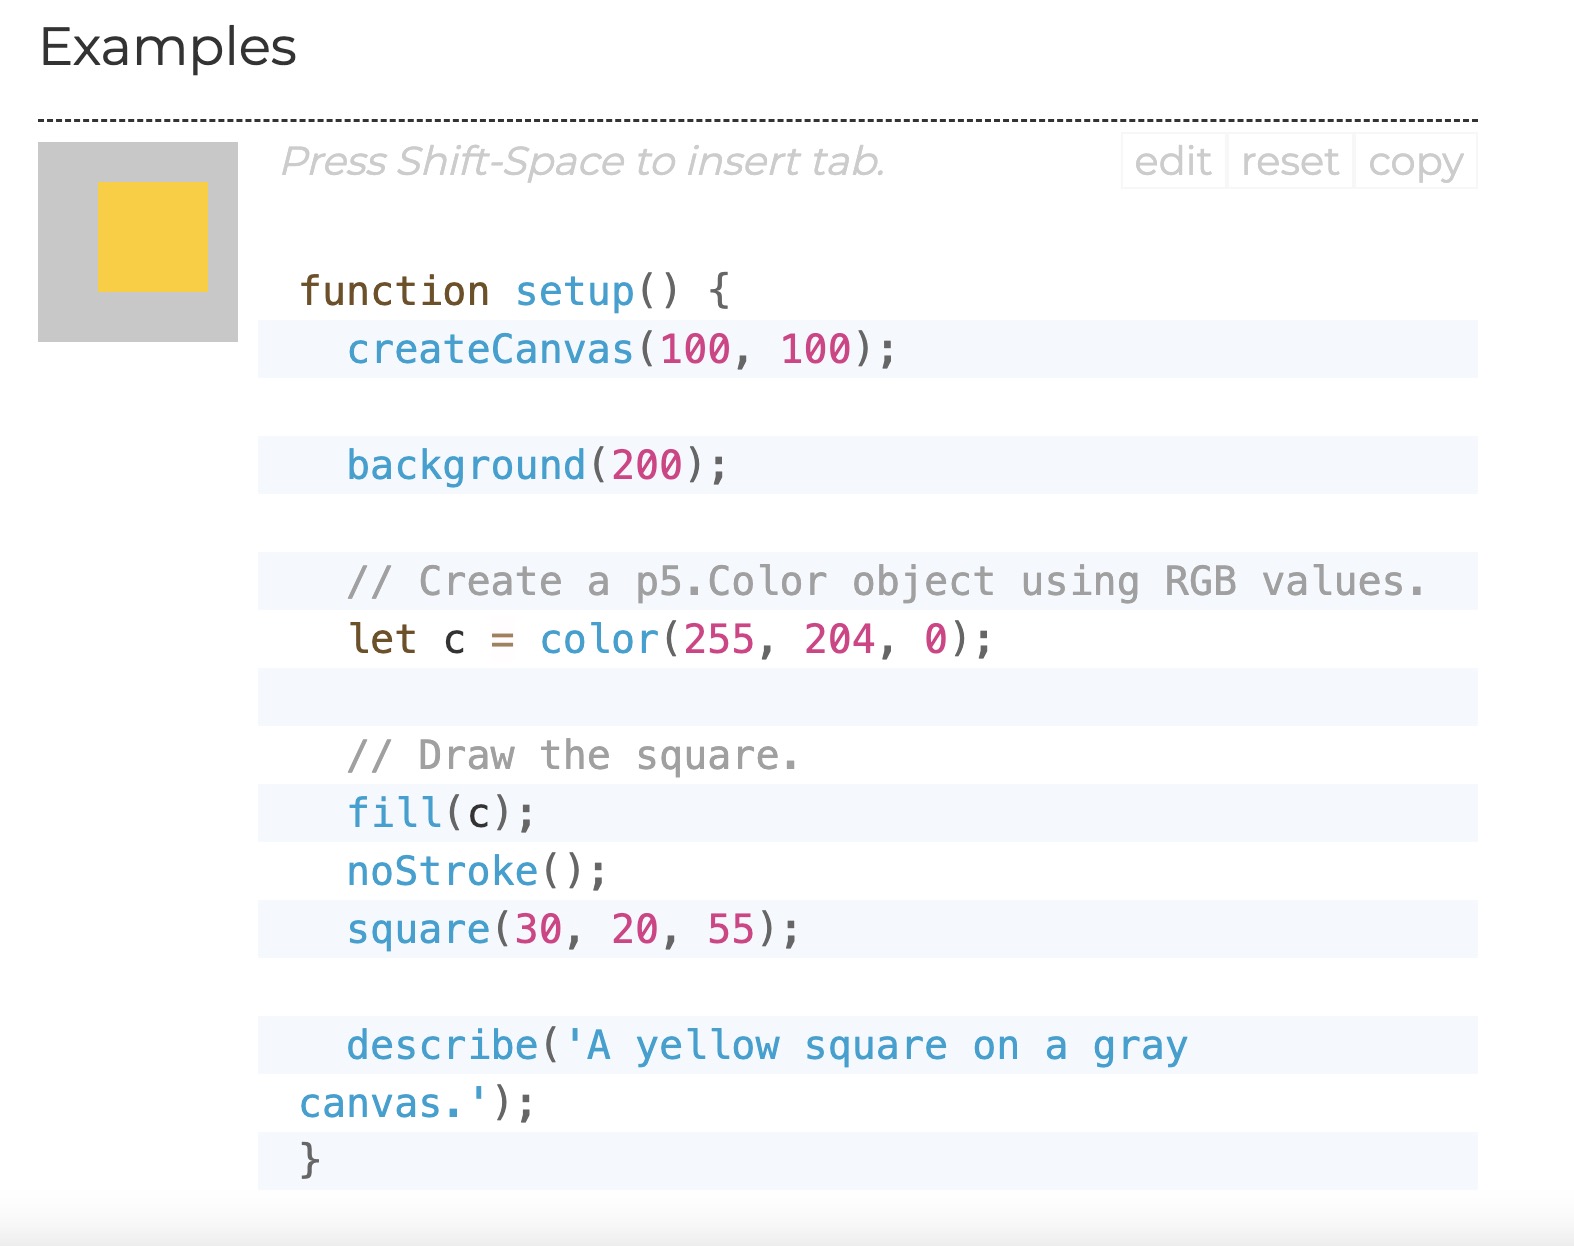 Examples
Press Shift-Space to insert tab.
edit reset copy
function setup() {
  createCanvas(100, 100);
  background(200);
  // Create a p5.Color object using RGB values.
  let c = color(255, 204, 0);
  // Draw the square.
  fill(c);
  noStroke();
  square(30, 20, 55);
  describe('A yellow square on a gray
canvas.');
}